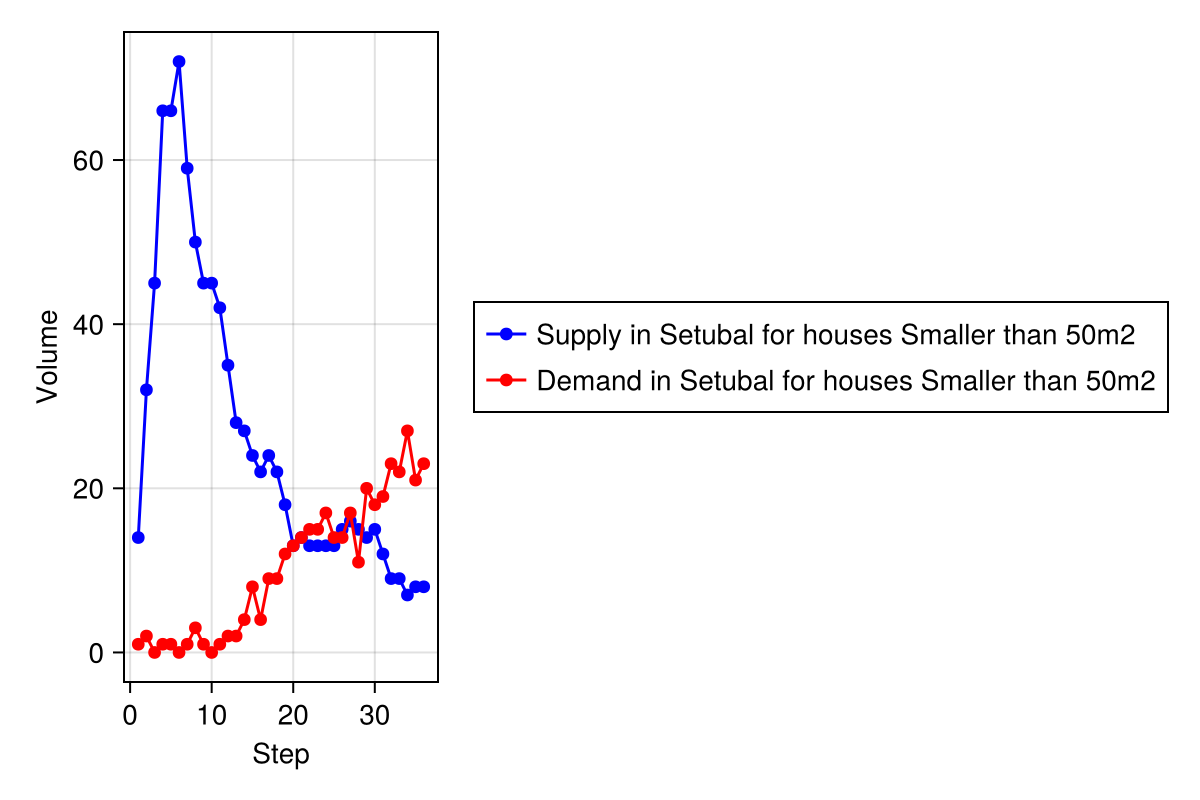 60
40
20
0
Volume
0 10 20 30
Step
Supply in Setubal for houses Smaller than 50m2
Demand in Setubal for houses Smaller than 50m2